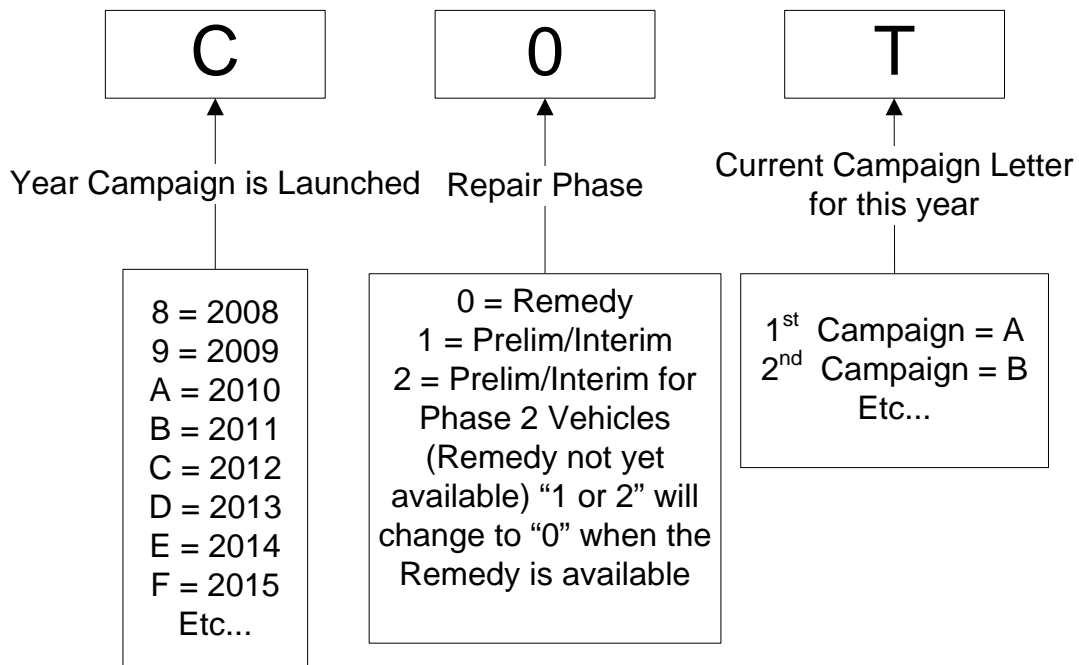 C
0
T
Year Campaign is Launched
Repair Phase
Current Campaign Letter
for this year
8 = 2008
9 = 2009
A = 2010
B = 2011
C = 2012
D = 2013
E = 2014
F = 2015
Etc...
0 = Remedy
1 = Prelim/Interim
2 = Prelim/Interim for
Phase 2 Vehicles
(Remedy not yet
available) “1 or 2” will
change to “0” when the
Remedy is available
1st Campaign = A
2nd Campaign = B
Etc...